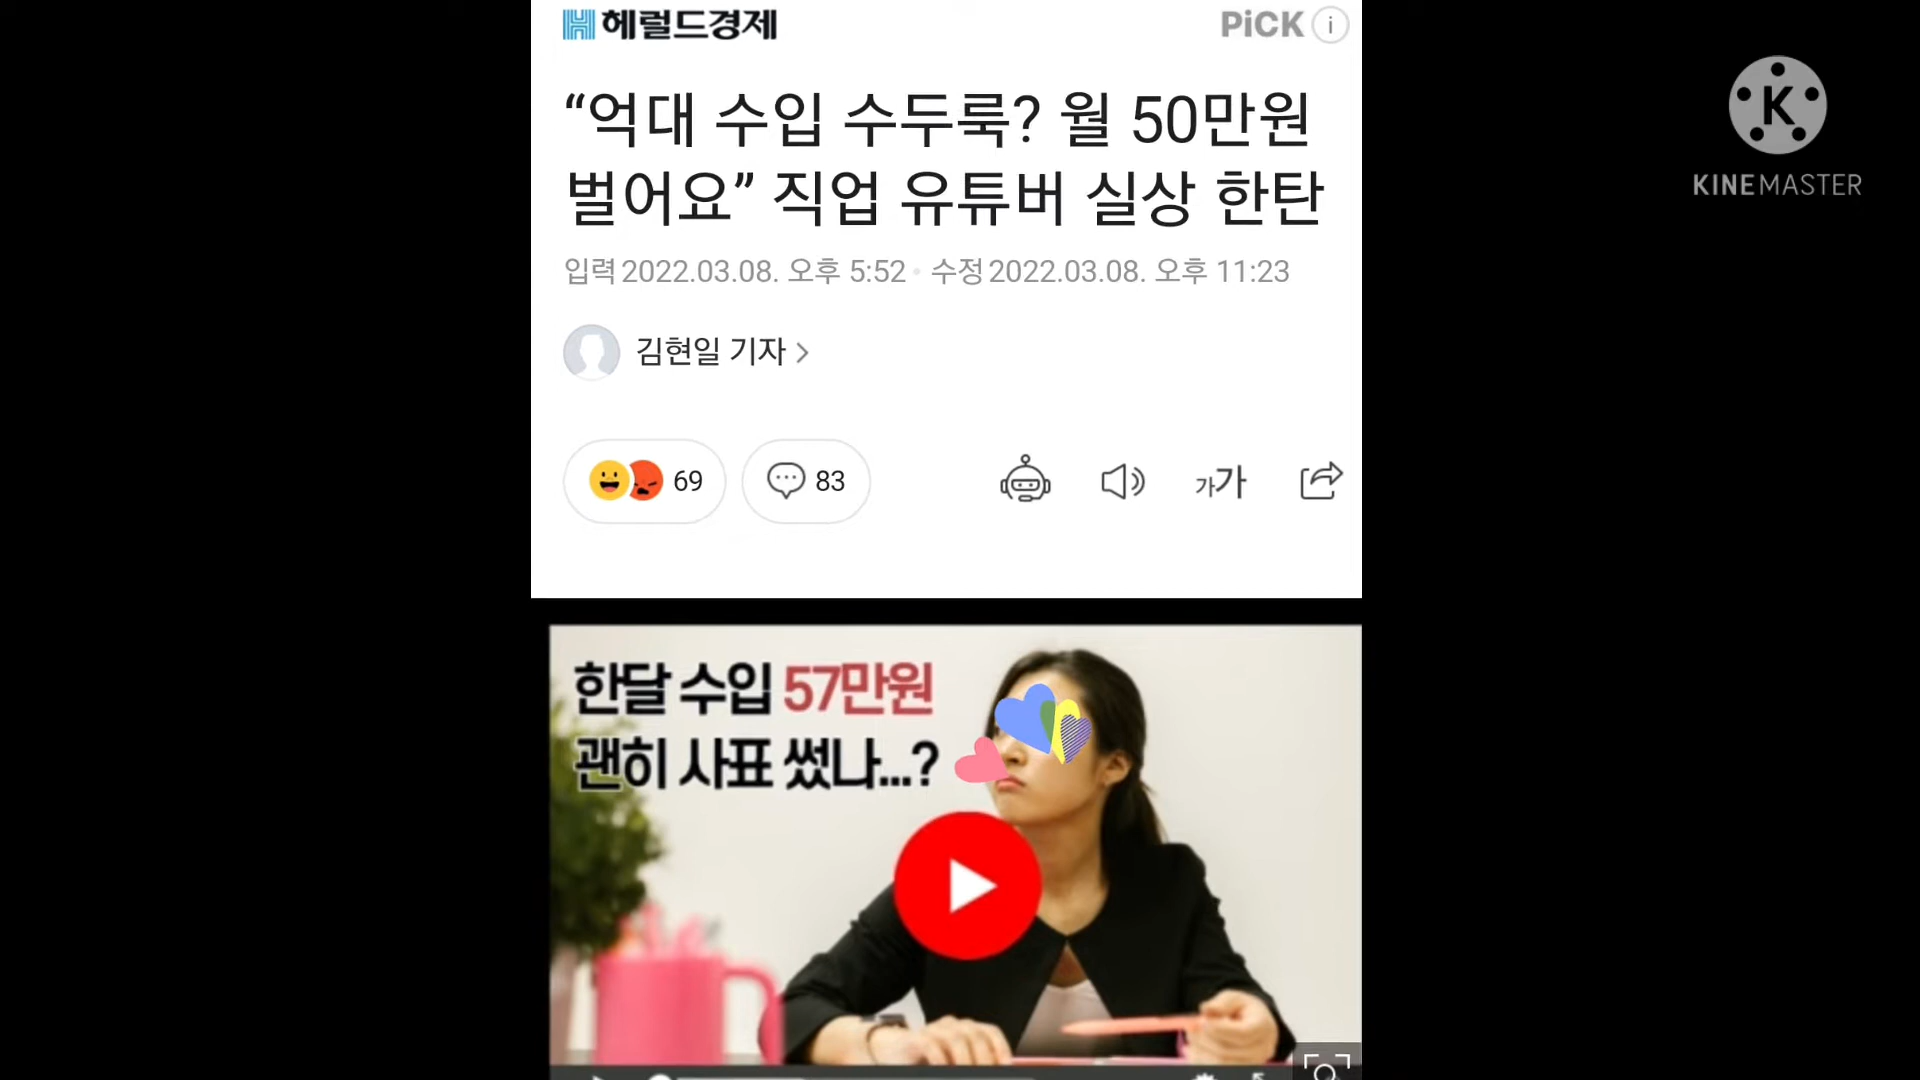 헤럴드경제
PiCK i
“억대 수입 수두룩? 월 50만원
벌어요” 직업 유튜버 실상 한탄
입력 2022.03.08. 오후 5:52 · 수정 2022.03.08. 오후 11:23
김현일 기자 >
69
83
가가
K
KINEMASTER
한달 수입 57만원
괜히 사표 썼나...?